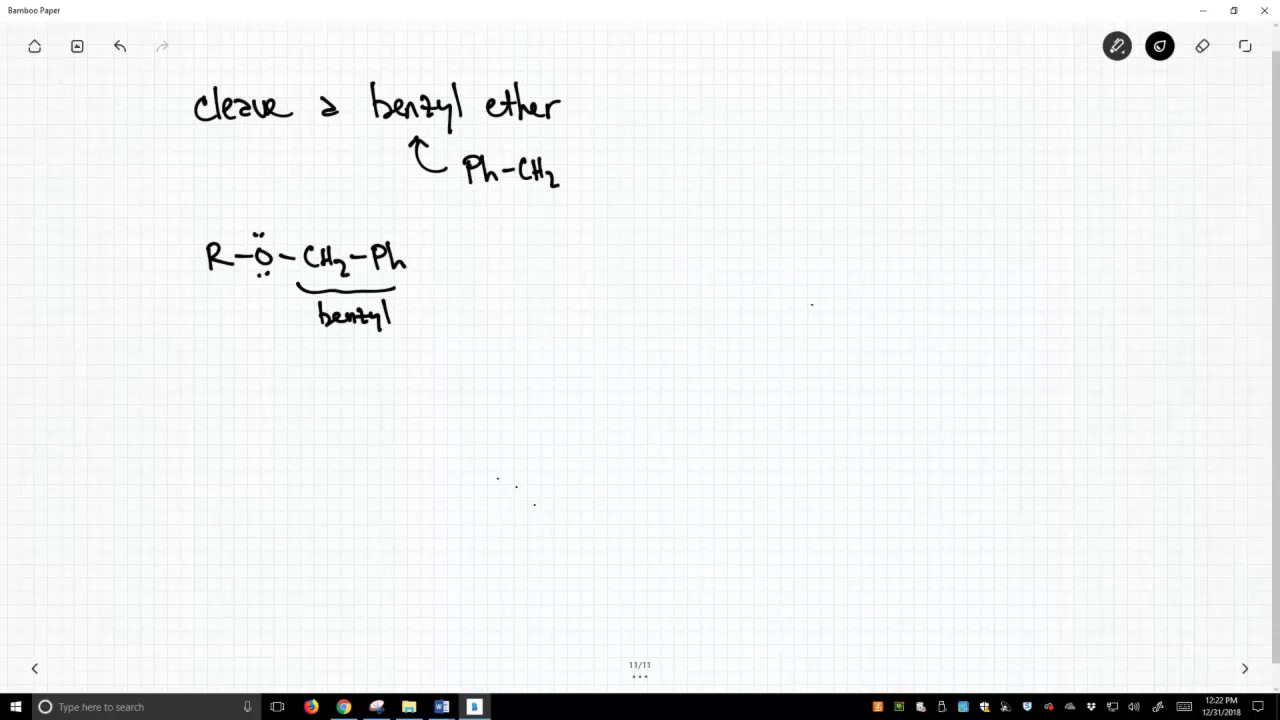 Bamboo Paper
cleave a benzyl ether
Ph-CH2
R-Ö-CH2-Ph
benzyl
11/11
Type here to search
12:22 PM
12/31/2018